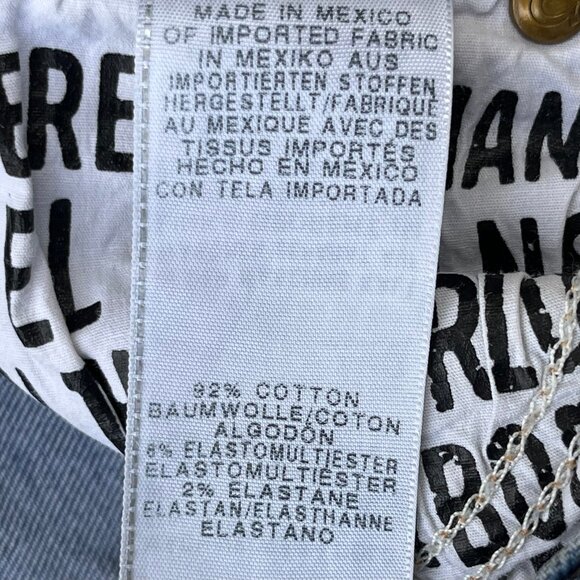 MADE IN MEXICO
OF IMPORTED FABRIC
IN MEXIKO AUS
IMPORTIERTEN STOFFEN
HERGESTELLT/FABRIQUE
AU MEXIQUE AVEC DES
TISSUS IMPORTÉS
HECHO EN MÉXICO
CON TELA IMPORTADA
92% COTTON
BAUMWOLLE/COTON
ALGODÓN
6% ELASTOMULTIESTER
ELASTOMULTIÉSTER
2% ELASTANE
ELASTAN/ELASTHANNE
ELASTANO